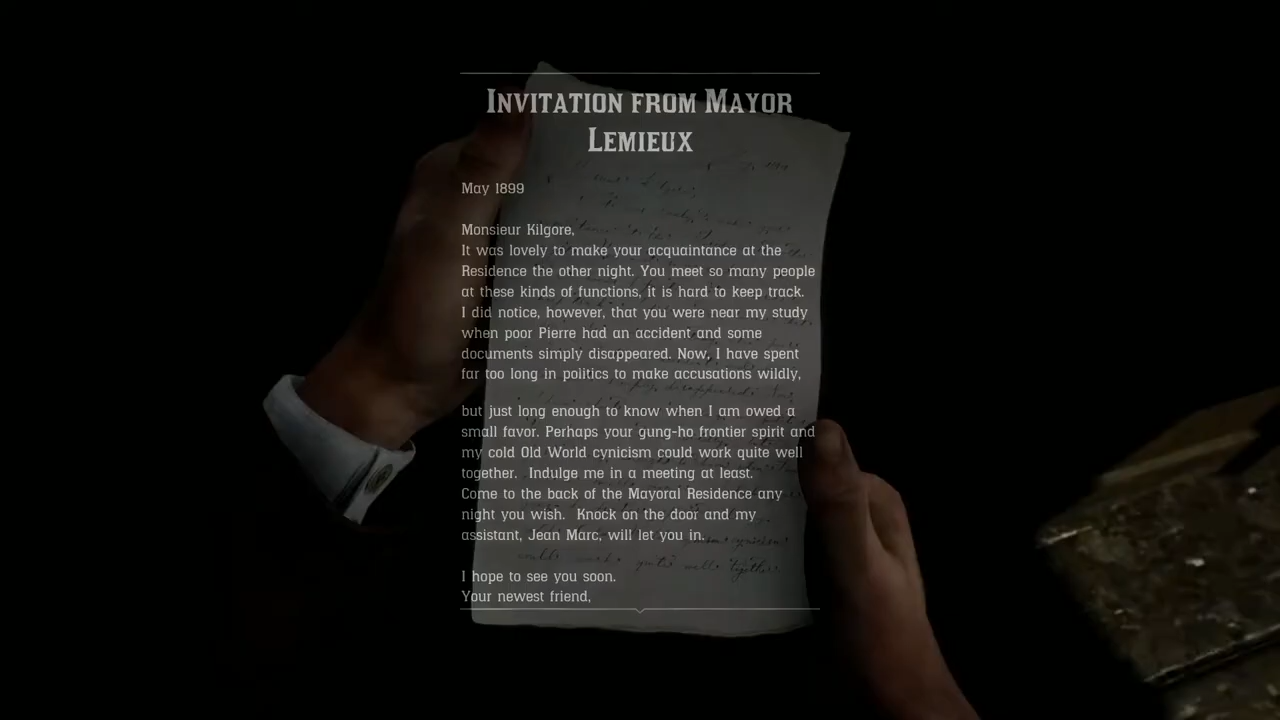 Invitation from Mayor
Lemieux
May 1899
Monsieur Kilgore,
It was lovely to make your acquaintance at the
Residence the other night. You meet so many people
at these kinds of functions, it is hard to keep track.
I did notice, however, that you were near my study
when poor Pierre had an accident and some
documents simply disappeared. Now, I have spent
far too long in politics to make accusations wildly,
but just long enough to know when I am owed a
small favor. Perhaps your gung-ho frontier spirit and
my cold Old World cynicism could work quite well
together.  Indulge me in a meeting at least.
Come to the back of the Mayoral Residence any
night you wish.  Knock on the door and my
assistant, Jean Marc, will let you in.
I hope to see you soon.
Your newest friend,